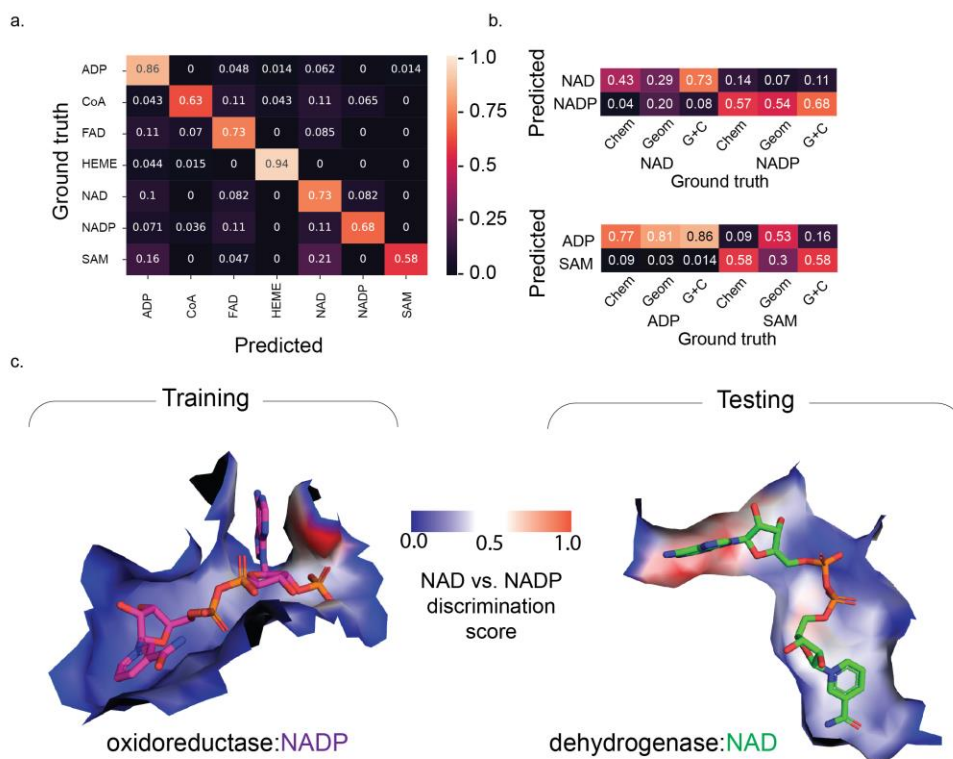 a.
ADP 0.86 0 0.048 0.014 0.062 0 0.014
CoA 0.043 0.63 0.11 0.043 0.11 0.065 0
FAD 0.11 0.07 0.73 0 0.085 0 0
HEME 0.044 0.015 0 0.94 0 0 0
NAD 0.1 0 0.082 0 0.73 0.082 0
NADP 0.071 0.036 0.11 0 0.11 0.68 0
SAM 0.16 0 0.047 0 0.21 0 0.58
Ground truth
ADP CoA FAD HEME NAD NADP SAM
Predicted
1.0
0.75
0.50
0.25
0.0
b.
Predicted
NAD 0.43 0.29 0.73 0.14 0.07 0.11
NADP 0.04 0.20 0.08 0.57 0.54 0.68
Chem Geom G+C Chem Geom G+C
NAD NADP
Ground truth
Predicted
ADP 0.77 0.81 0.86 0.09 0.53 0.16
SAM 0.09 0.03 0.014 0.58 0.3 0.58
Chem Geom G+C Chem Geom G+C
ADP SAM
Ground truth
c.
Training
Testing
0.0 0.5 1.0
NAD vs. NADP
discrimination
score
oxidoreductase:NADP
dehydrogenase:NAD